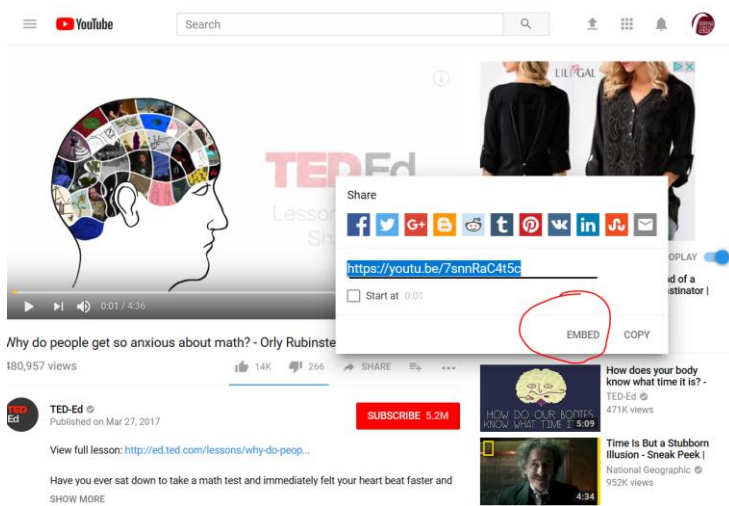 YouTube
Search
LILYGAL
TEDEd
Share
https://youtu.be/7snnRaC4t5c
Start at 0:01
EMBED COPY
0:01 / 4:36
Why do people get so anxious about math? - Orly Rubinste
480,957 views
14K 266 SHARE
TED-Ed
Published on Mar 27, 2017
SUBSCRIBE 5.2M
View full lesson: http://ed.ted.com/lessons/why-do-peop...
Have you ever sat down to take a math test and immediately felt your heart beat faster and
SHOW MORE
OPLAY
nd of a
stinator |
HOW DO OUR BODIES
KNOW WHAT TIME I
5:09
How does your body
know what time it is? -
TED-Ed
471K views
4:34
Time Is But a Stubborn
Illusion - Sneak Peek |
National Geographic
952K views